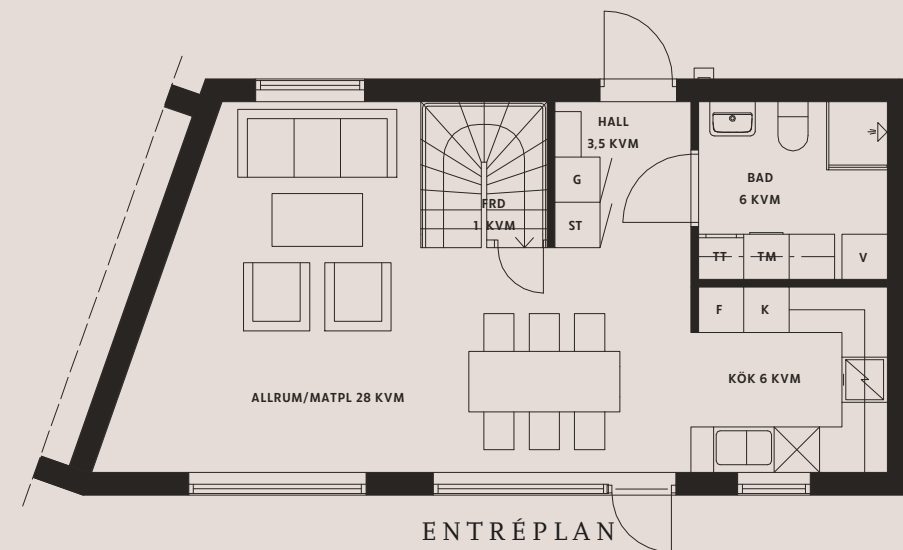 HALL
3,5 KVM
G
FRD
1 KVM
ST
BAD
6 KVM
TT
TM
V
F
K
KÖK 6 KVM
ALLRUM/MATPL 28 KVM
ENTRÉPLAN